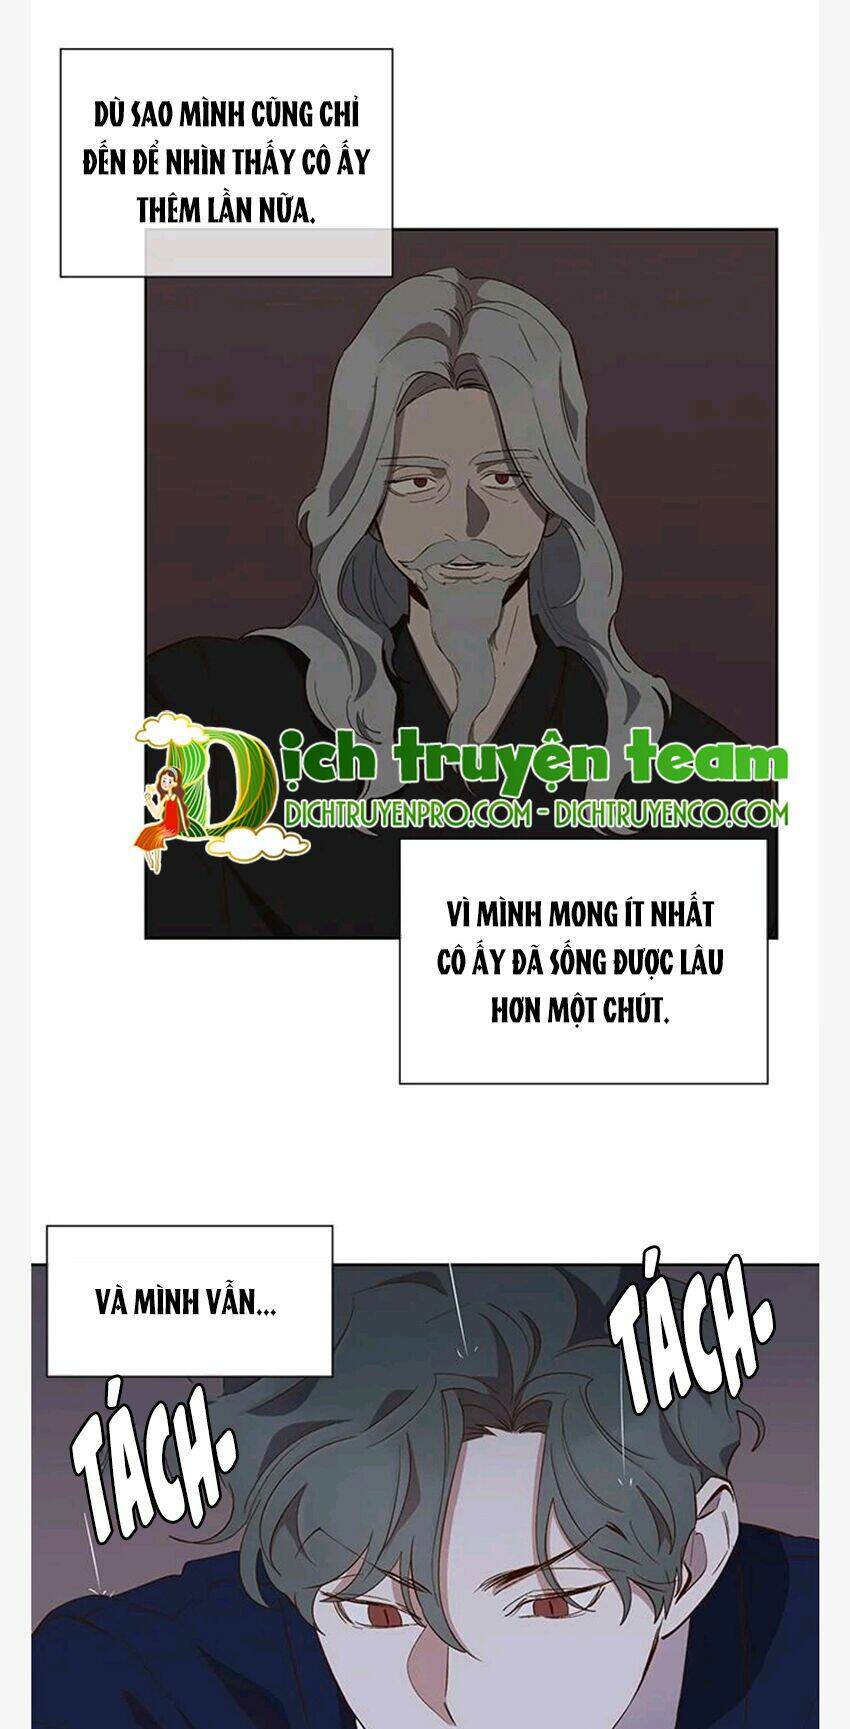 DÙ SAO MÌNH CŨNG CHỈ
ĐẾN ĐỂ NHÌN THẤY CÔ ẤY
THÊM LẦN NỮA.
Dịch truyện team
DICHTRUYENPRO.COM - DICHTRUYENCO.COM
VÌ MÌNH MONG ÍT NHẤT
CÔ ẤY ĐÃ SỐNG ĐƯỢC LÂU
HƠN MỘT CHÚT.
VÀ MÌNH VẪN...
TÁCH.
TÁCH.